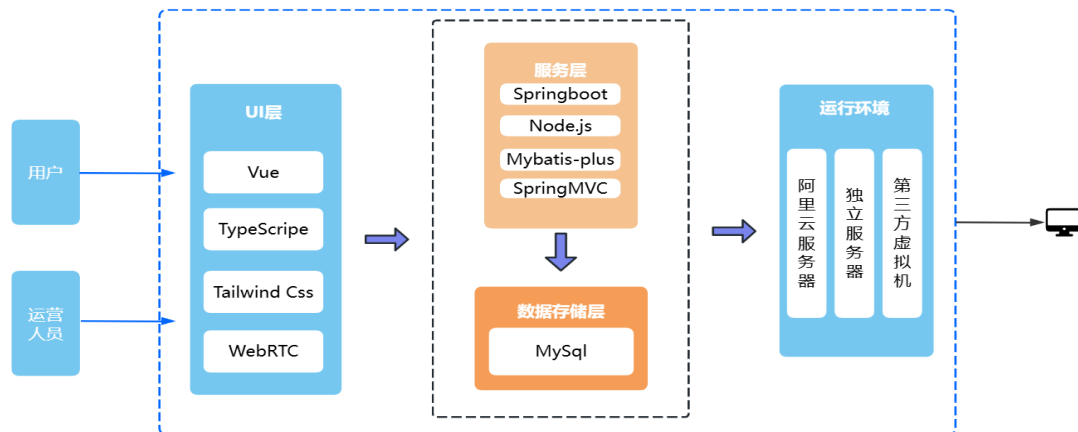 用户
运营
人员
UI层
Vue
TypeScripe
Tailwind Css
WebRTC
服务层
Springboot
Node.js
Mybatis-plus
SpringMVC
数据存储层
MySql
运行环境
阿里云服务器
独立服务器
第三方虚拟机